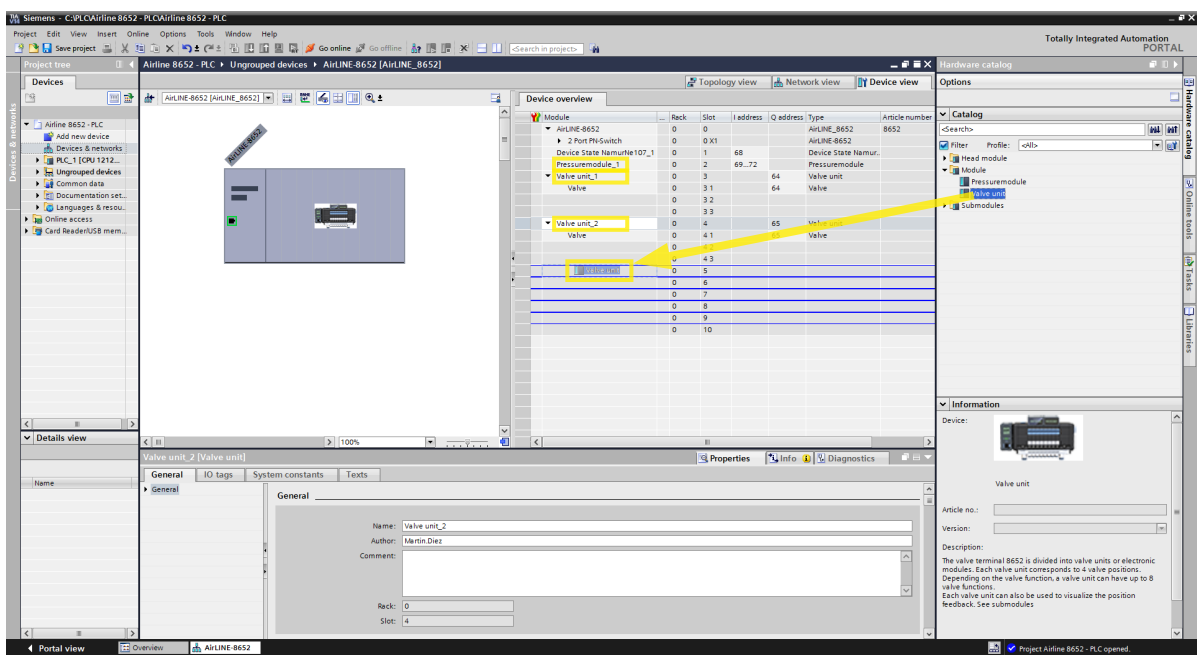 Siemens - C:\PLC\Airline 8652 - PLC\Airline 8652 - PLC
Project Edit View Insert Online Options Tools Window Help
Save project Go online Go offline <Search in project>
Totally Integrated Automation
PORTAL
Project tree
Airline 8652 - PLC Ungrouped devices AirLINE-8652 [AirLINE_8652]
Hardware catalog
Devices
Topology view Network view Device view
Options
AirLINE-8652 [AirLINE_8652]
Device overview
Module ... Rack Slot I address Q address Type Article number
AirLINE-8652 0 0 AirLINE_8652 8652
2 Port PN-Switch 0 0 X1 AirLINE-8652
Device State NamurNe107_1 0 1 68 Device State Namur..
Pressuremodule_1 0 2 69...72 Pressuremodule
Valve unit_1 0 3 64 Valve unit
Valve 0 3 1 64 Valve
0 3 2
0 3 3
Valve unit_2 0 4 65 Valve unit
Valve 0 4 1 65 Valve
0 4 2
0 4 3
Valve unit 0 5
0 6
0 7
0 8
0 9
0 10
Airline 8652 - PLC
Add new device
Devices & networks
PLC_1 [CPU 1212...
Ungrouped devices
Common data
Documentation set...
Languages & resou..
Online access
Card Reader/USB mem...
AirLINE-8652
100%
Catalog
<Search>
Filter Profile: <All>
Head module
Module
Pressuremodule
Valve unit
Submodules
Devices & networks
Hardware catalog
Online tools
Tasks
Libraries
Details view
Name
Valve unit_2 [Valve unit]
Properties Info Diagnostics
General IO tags System constants Texts
General
General
Name: Valve unit_2
Author: Martin.Diez
Comment:
Rack: 0
Slot: 4
Information
Device:
Valve unit
Article no.:
Version:
Description:
The valve terminal 8652 is divided into valve units or electronic
modules. Each valve unit corresponds to 4 valve positions.
Depending on the valve function, a valve unit can have up to 8
valve functions.
Each valve unit can also be used to visualize the position
feedback. See submodules
Portal view Overview AirLINE-8652
Project Airline 8652 - PLC opened.